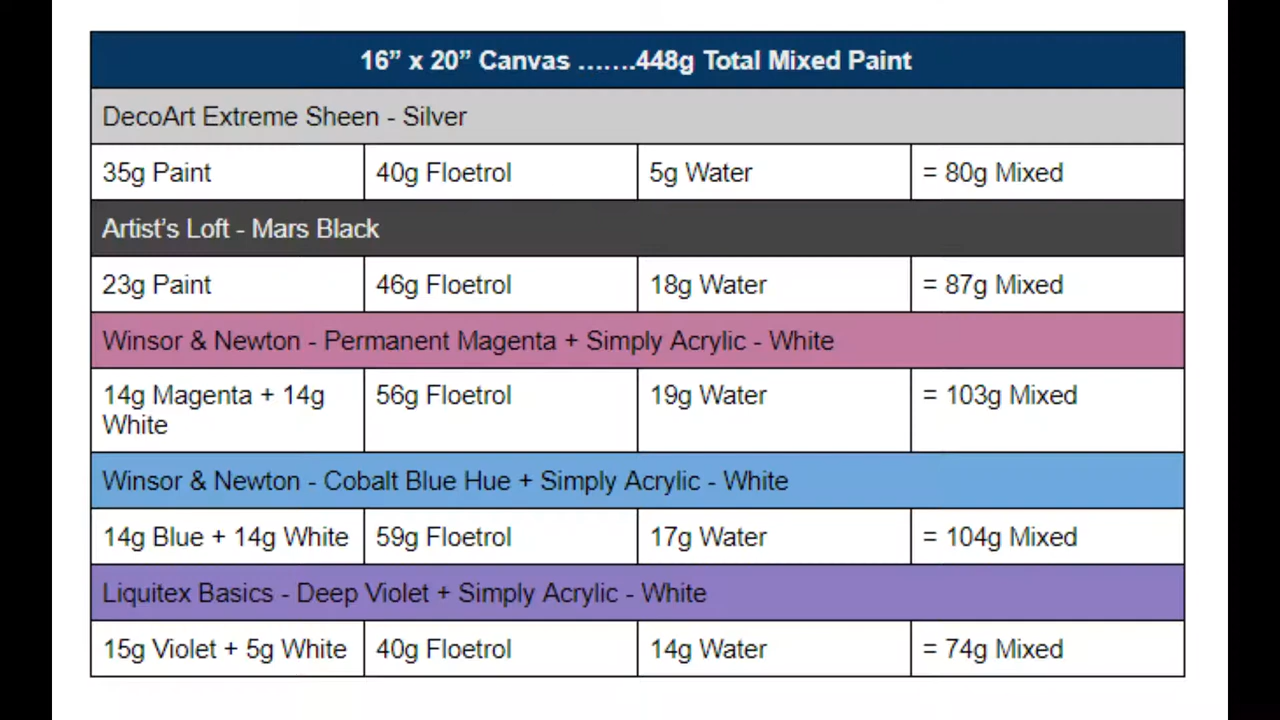 16” x 20” Canvas …….448g Total Mixed Paint
DecoArt Extreme Sheen - Silver
35g Paint 40g Floetrol 5g Water = 80g Mixed
Artist’s Loft - Mars Black
23g Paint 46g Floetrol 18g Water = 87g Mixed
Winsor & Newton - Permanent Magenta + Simply Acrylic - White
14g Magenta + 14g
White
56g Floetrol 19g Water = 103g Mixed
Winsor & Newton - Cobalt Blue Hue + Simply Acrylic - White
14g Blue + 14g White 59g Floetrol 17g Water = 104g Mixed
Liquitex Basics - Deep Violet + Simply Acrylic - White
15g Violet + 5g White 40g Floetrol 14g Water = 74g Mixed